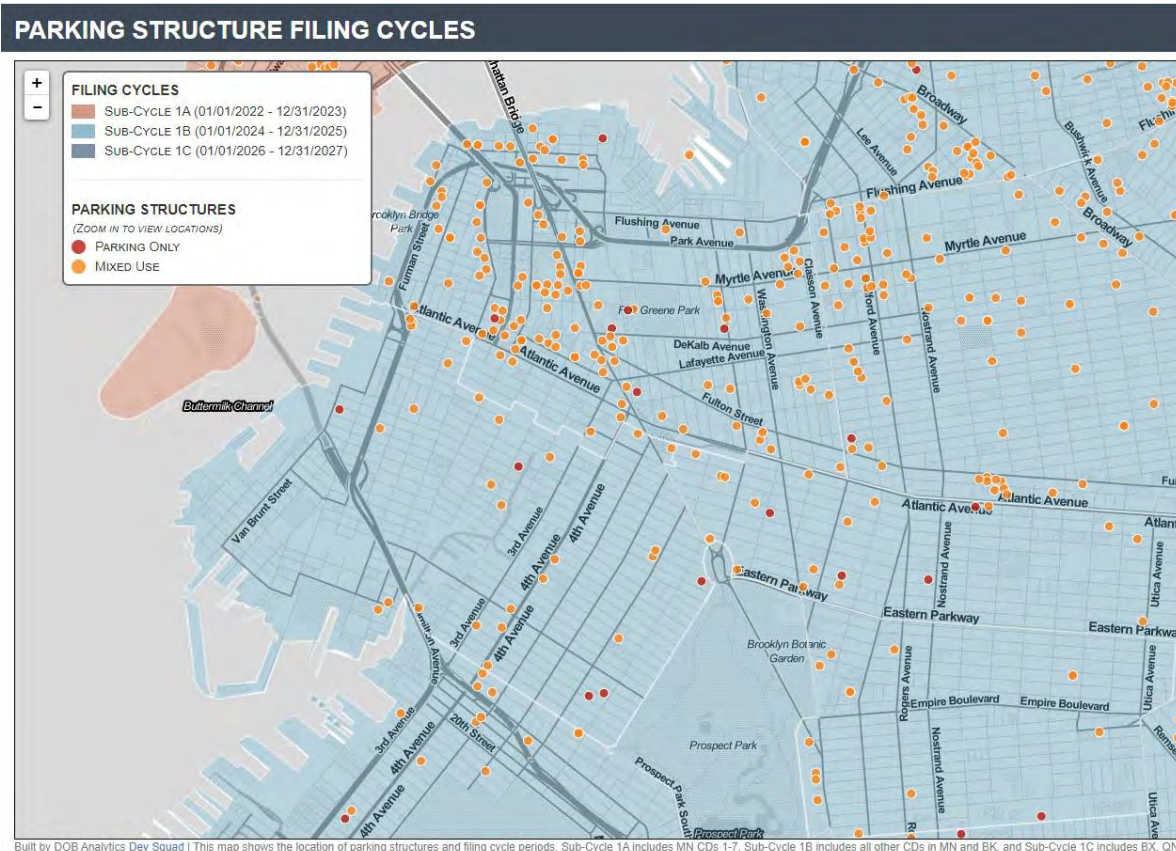 PARKING STRUCTURE FILING CYCLES
+
−
FILING CYCLES
SUB-CYCLE 1A (01/01/2022 - 12/31/2023)
SUB-CYCLE 1B (01/01/2024 - 12/31/2025)
SUB-CYCLE 1C (01/01/2026 - 12/31/2027)
PARKING STRUCTURES
(ZOOM IN TO VIEW LOCATIONS)
PARKING ONLY
MIXED USE
hattan Bridge
Broadway
Lee Avenue
Bushwick Avenue
Flushing Avenue
rooklyn Bridge
Park
Furman Street
Flushing Avenue
Park Avenue
Broadway
Myrtle Avenue
Myrtle Avenue
Classon Avenue
Washington Avenue
Greene Park
Nostrand Avenue
Atlantic Avenue
DeKalb Avenue
Lafayette Avenue
Atlantic Avenue
Fulton Street
Buttermilk Channel
Van Brunt Street
3rd Avenue
4th Avenue
4th Avenue
Atlantic Avenue
Atlantic Avenue
Nostrand Avenue
Utica Avenue
Eastern Parkway
Eastern Parkway
Eastern Parkwa
3rd Avenue
4th Avenue
Brooklyn Botanic
Garden
Rogers Avenue
Empire Boulevard
Empire Boulevard
Utica Avenue
3rd Avenue
4th Avenue
20th Street
Prospect Park
Nostrand Avenue
Prospect Park South
4th Avenue
Prospect Park
Built by DOB Analytics Dev Squad | This map shows the location of parking structures and filing cycle periods. Sub-Cycle 1A includes MN CDs 1-7, Sub-Cycle 1B includes all other CDs in MN and BK, and Sub-Cycle 1C includes BX, Q